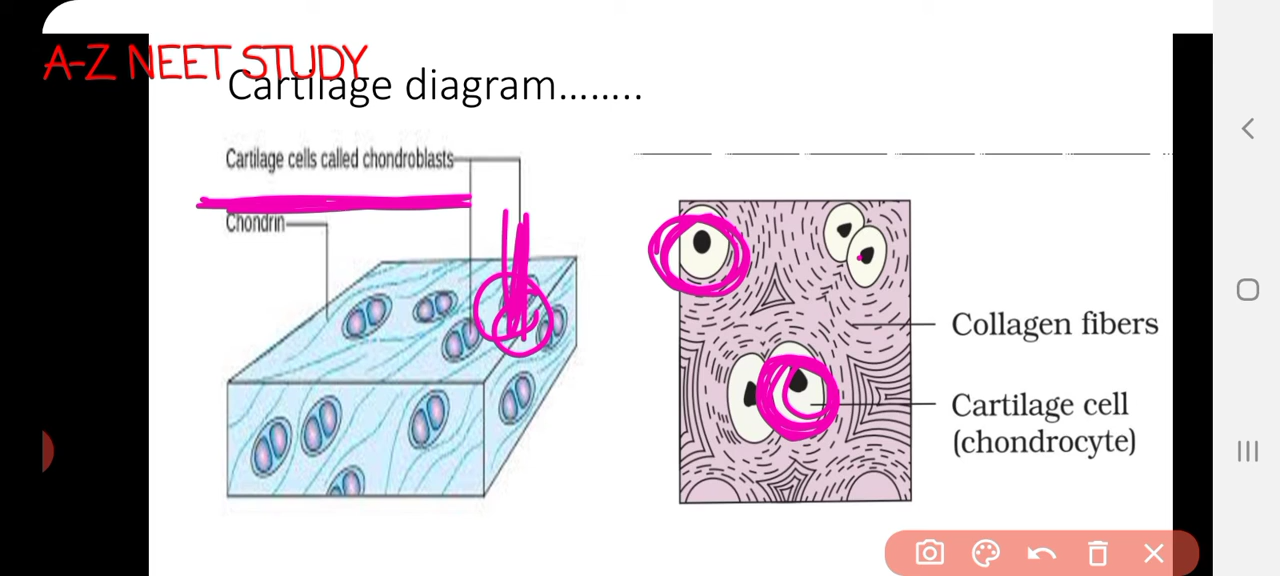 A-Z NEET STUDY
Cartilage diagram........
Cartilage cells called chondroblasts
Chondrin
Collagen fibers
Cartilage cell
(chondrocyte)